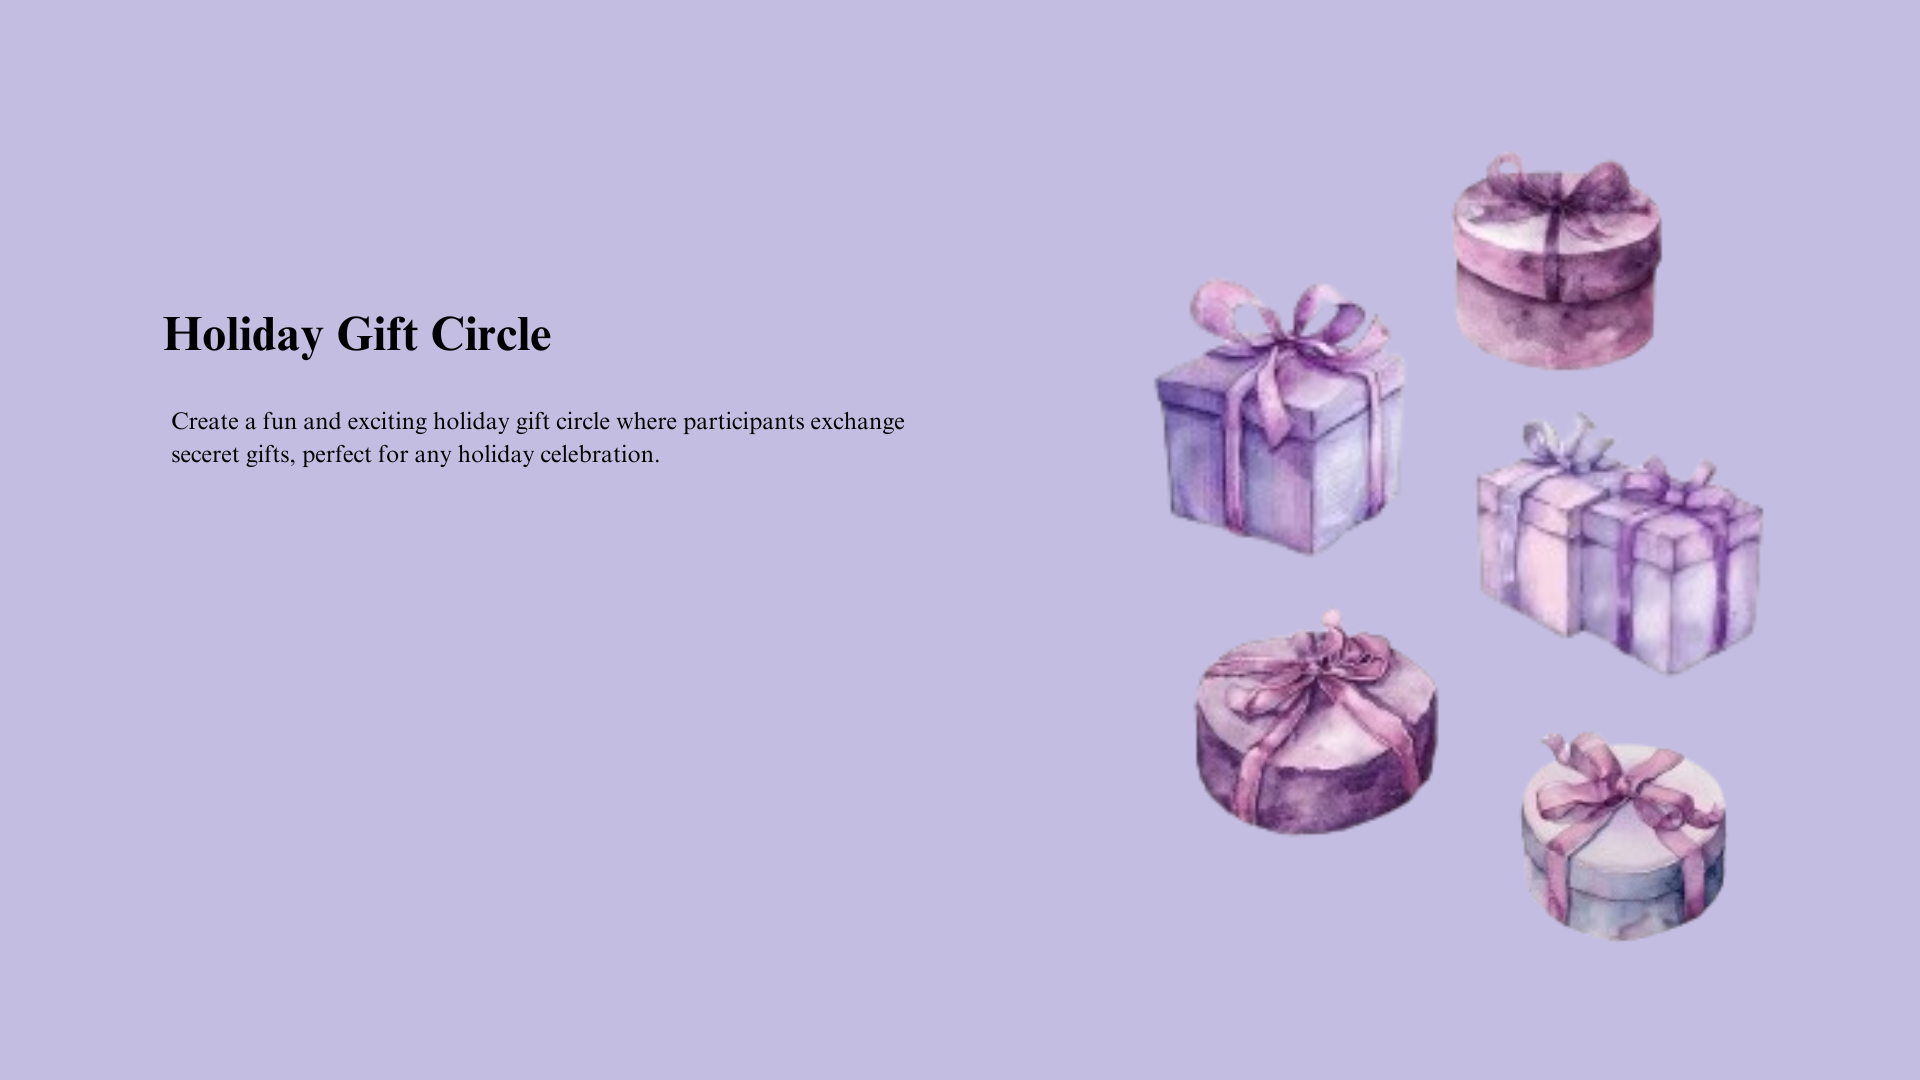 Holiday Gift Circle
Create a fun and exciting holiday gift circle where participants exchange
seceret gifts, perfect for any holiday celebration.